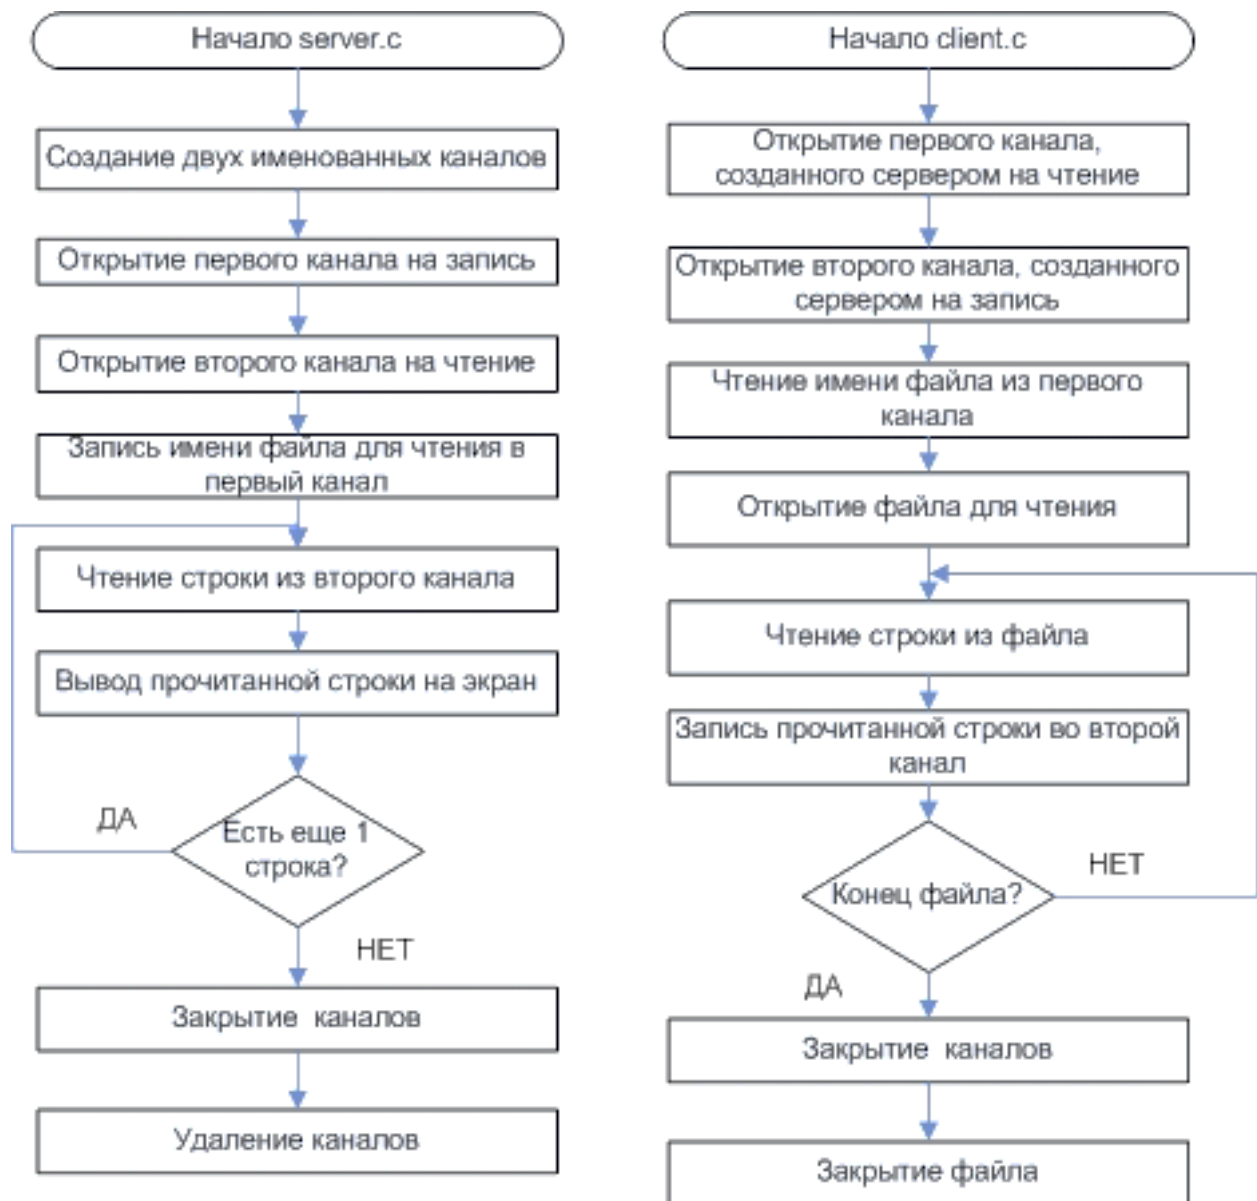 Начало server.c
Создание двух именованных каналов
Открытие первого канала на запись
Открытие второго канала на чтение
Запись имени файла для чтения в
первый канал
Чтение строки из второго канала
Вывод прочитанной строки на экран
ДА
Есть еще 1
строка?
НЕТ
Закрытие каналов
Удаление каналов
Начало client.c
Открытие первого канала,
созданного сервером на чтение
Открытие второго канала, созданного
сервером на запись
Чтение имени файла из первого
канала
Открытие файла для чтения
Чтение строки из файла
Запись прочитанной строки во второй
канал
НЕТ
Конец файла?
ДА
Закрытие каналов
Закрытие файла